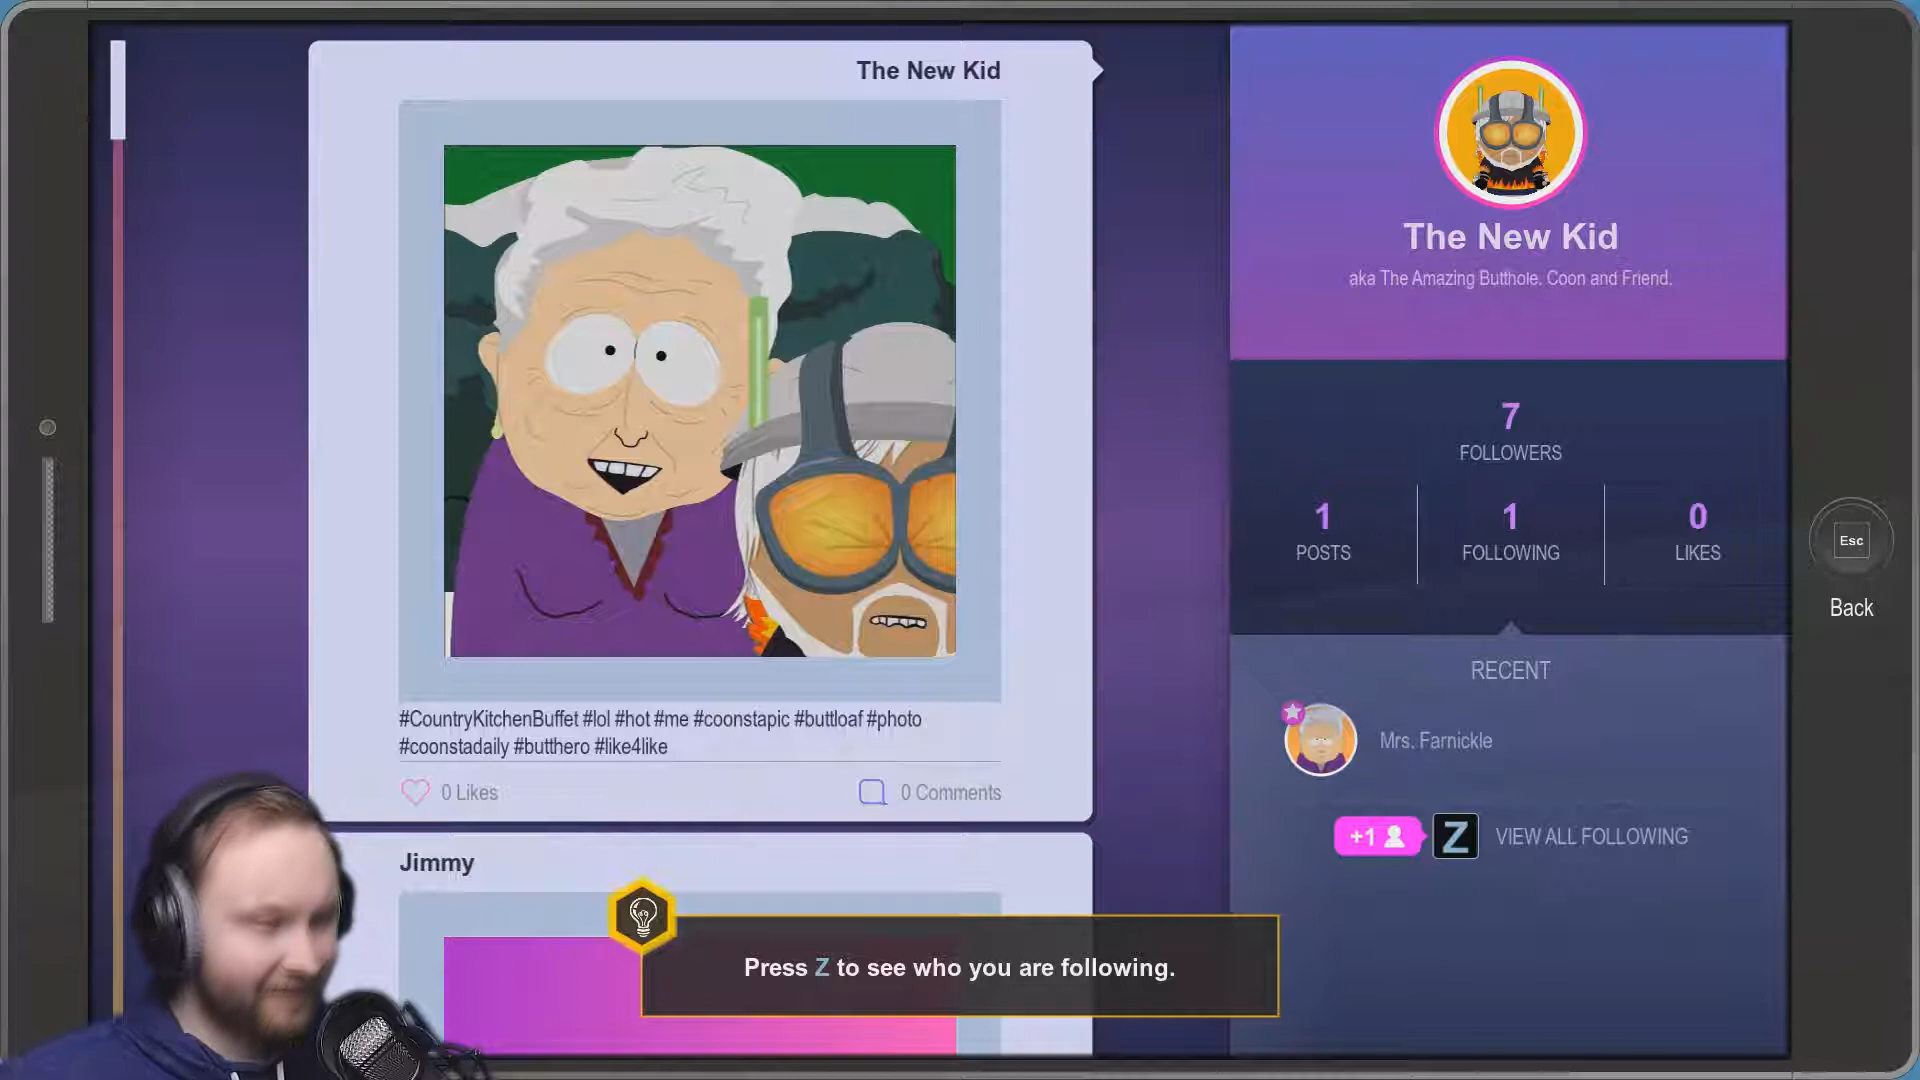 The New Kid
#CountryKitchenBuffet #lol #hot #me #coonstapic #buttloaf #photo
#coonstadaily #butthero #like4like
0 Likes
0 Comments
Jimmy
Press Z to see who you are following.
The New Kid
aka The Amazing Butthole. Coon and Friend.
7
FOLLOWERS
1
POSTS
1
FOLLOWING
0
LIKES
RECENT
Mrs. Farnickle
+1
Z
VIEW ALL FOLLOWING
Esc
Back